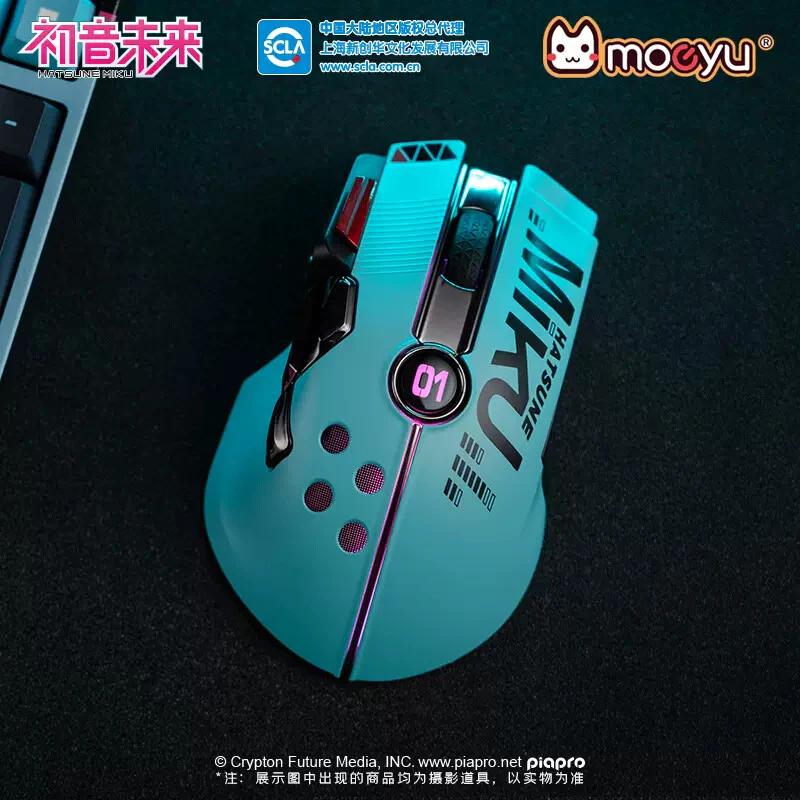 初音未来
HATSUNE MIKU
SCLA
中国大陆地区版权总代理
上海新创华文化发展有限公司
www.scla.com.cn
moeyu®
MIKU
HATSUNE
01
© Crypton Future Media, INC. www.piapro.net piapro
*注：展示图中出现的商品均为摄影道具，以实物为准